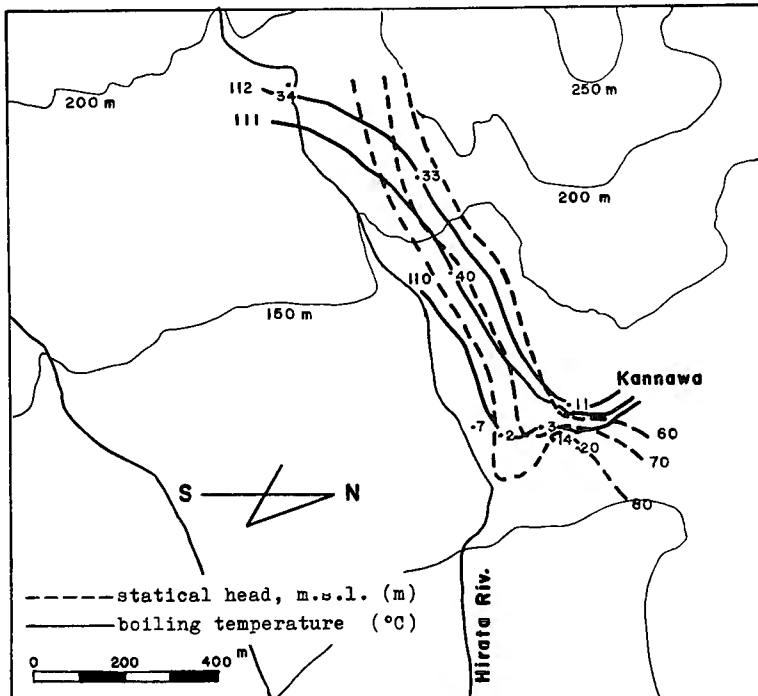 200 m
112
34
111
250 m
33
200 m
110
40
150 m
Kannawa
11
7
2
3
14
20
60
70
80
S
N
statical head, m.s.l. (m)
boiling temperature (°C)
m
0 200 400
Hirata Riv.